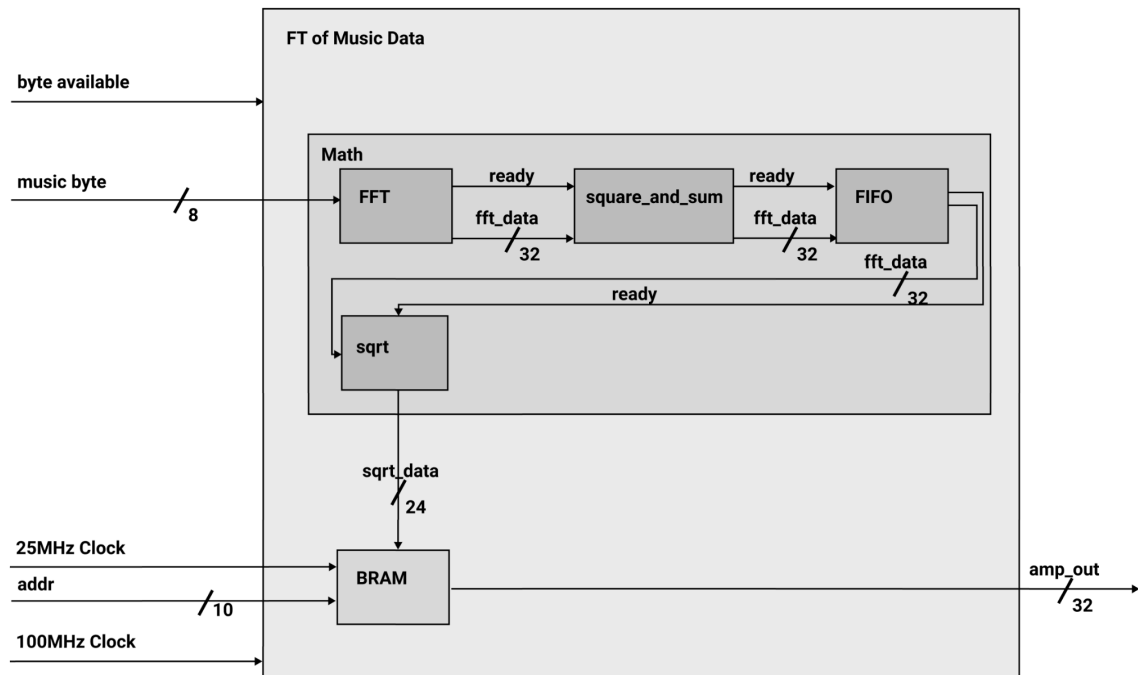 FT of Music Data
byte available
Math
music byte
8
FFT
ready
fft_data
32
square_and_sum
ready
fft_data
32
FIFO
fft_data
32
ready
sqrt
sqrt_data
24
25MHz Clock
addr
10
BRAM
amp_out
32
100MHz Clock